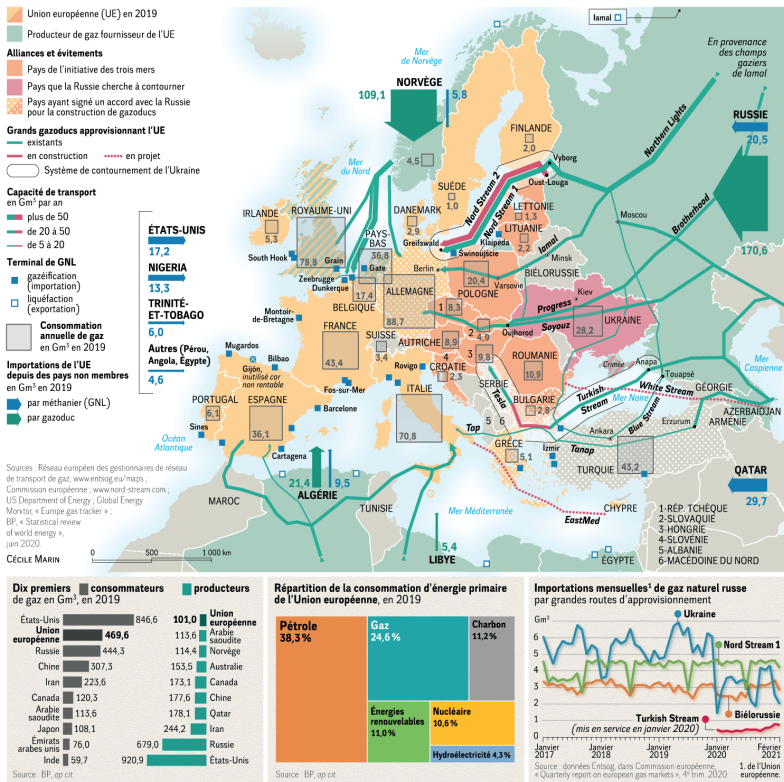 Union européenne (UE) en 2019
Producteur de gaz fournisseur de l'UE
Alliances et évitements
Pays de l'initiative des trois mers
Pays que la Russie cherche à contourner
Pays ayant signé un accord avec la Russie
pour la construction de gazoducs
Grands gazoducs approvisionnant l'UE
existants
en construction
en projet
Système de contournement de l'Ukraine
Capacité de transport
en Gm³ par an
plus de 50
de 20 à 50
de 5 à 20
Terminal de GNL
gazéification
(importation)
liquéfaction
(exportation)
Consommation
annuelle de gaz
en Gm³ en 2019
Importations de l'UE
depuis des pays non membres
en Gm³ en 2019
par méthanier (GNL)
par gazoduc
ÉTATS-UNIS
17,2
NIGERIA
13,3
TRINITÉ-
ET-TOBAGO
6,0
Autres (Pérou,
Angola, Égypte)
4,6
Iamal
Mer
de Norvège
NORVÈGE
109,1
5,8
4,5
En provenance
des champs
gaziers
de Iamal
RUSSIE
20,5
170,6
Northern Lights
Brotherhood
FINLANDE
2,0
Vyborg
Oust-Louga
SUÈDE
1,0
Nord Stream 2
Nord Stream 1
LETTONIE
1,3
LITUANIE
2,2
Klaipėda
Moscou
Mer
du Nord
IRLANDE
5,3
ROYAUME-UNI
78,8
South Hook
Grain
Zeebrugge
Dunkerque
Gate
PAYS-
BAS
36,8
DANEMARK
2,9
Greifswald
Świnoujście
Iamal
Minsk
BIÉLORUSSIE
Berlin
Varsovie
20,4
POLOGNE
17,4
BELGIQUE
ALLEMAGNE
88,7
1
8,3
Progress
Kiev
Soyouz
28,2
UKRAINE
Oujhorod
2
4,9
Montoir-
de-Bretagne
FRANCE
43,4
SUISSE
3,4
AUTRICHE
8,9
3
9,8
4
CROATIE
2,3
ROUMANIE
10,9
SERBIE
Tesla
BULGARIE
2,8
5
6
Crimée
Anapa
Touapsé
Mer
Caspienne
Mugardos
Bilbao
Gijón,
inutilisé car
non rentable
Fos-sur-Mer
Rovigo
ITALIE
70,8
Barcelone
PORTUGAL
6,1
ESPAGNE
36,1
Sines
Cartagena
Océan
Atlantique
Turkish
Stream
Mer Noire
White Stream
Blue Stream
GÉORGIE
AZERBAÏDJAN
ARMÉNIE
Erzurum
Ankara
Tanap
Tap
GRÈCE
5,1
Izmir
TURQUIE
43,2
QATAR
29,7
MAROC
21,4
9,5
ALGÉRIE
TUNISIE
Mer Méditerranée
EastMed
CHYPRE
5,4
LIBYE
ÉGYPTE
1-RÉP. TCHÈQUE
2-SLOVAQUIE
3-HONGRIE
4-SLOVÉNIE
5-ALBANIE
6-MACÉDOINE DU NORD
Sources : Réseau européen des gestionnaires de réseau
de transport de gaz, www.entsog.eu/maps ;
Commission européenne ; www.nord-stream.com ;
US Department of Energy ; Global Energy
Monitor, « Europe gas tracker » ;
BP, « Statistical review
of world energy »,
juin 2020.
CÉCILE MARIN
0 500 1 000 km
Dix premiers consommateurs producteurs
de gaz en Gm³, en 2019
États-Unis 846,6
Union
européenne 469,6
Russie 444,3
Chine 307,3
Iran 223,6
Canada 120,3
Arabie
saoudite 113,6
Japon 108,1
Émirats
arabes unis 76,0
Inde 59,7
101,0 Union
européenne
113,6 Arabie
saoudite
114,4 Norvège
153,5 Australie
173,1 Canada
177,6 Chine
178,1 Qatar
244,2 Iran
679,0 Russie
920,9 États-Unis
Source : BP, op cit
Répartition de la consommation d'énergie primaire
de l'Union européenne, en 2019
Pétrole
38,3 %
Gaz
24,6 %
Charbon
11,2 %
Énergies
renouvelables
11,0 %
Nucléaire
10,6 %
Hydroélectricité 4,3 %
Source : BP, op cit.
Importations mensuelles¹ de gaz naturel russe
par grandes routes d'approvisionnement
Gm³
7
6
5
4
3
2
1
0
Ukraine
Nord Stream 1
Biélorussie
Turkish Stream
(mis en service en janvier 2020)
Janvier
2017
Janvier
2018
Janvier
2019
Janvier
2020
Février
2021
Source : données Entsog, dans Commission européenne,
« Quarterly report on european gas markets », 4e trim. 2020.
1. de l'Union
européenne